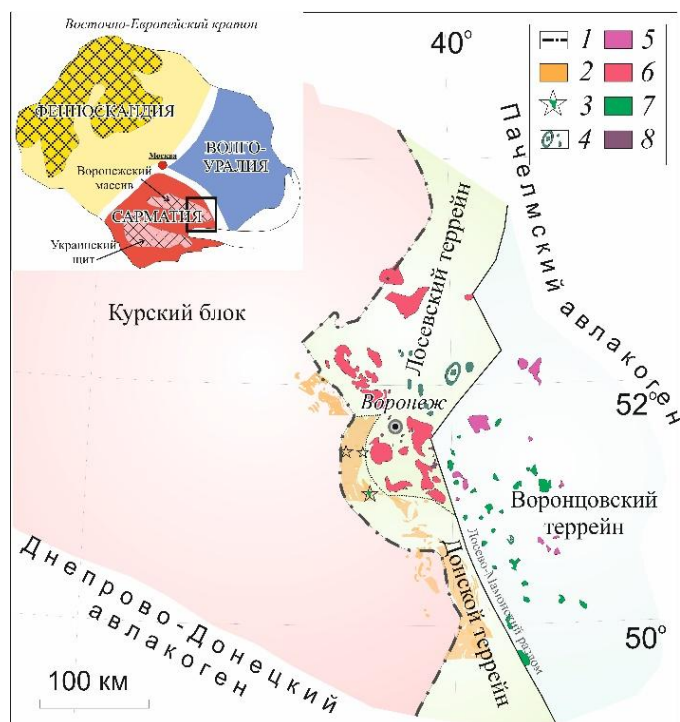 Восточно-Европейский кратон
ФЕННОСКАНДИЯ
ВОЛГО-
УРАЛИЯ
Москва
Воронежский
массив
САРМАТИЯ
Украинский
щит
40°
1
2
3
4
5
6
7
8
Пачелмский авлакоген
Курский блок
Лосевский террейн
52°
Воронеж
Воронцовский
террейн
Лосево-Мамонский разлом
Донской террейн
Днепрово-Донецкий
авлакоген
50°
100 км